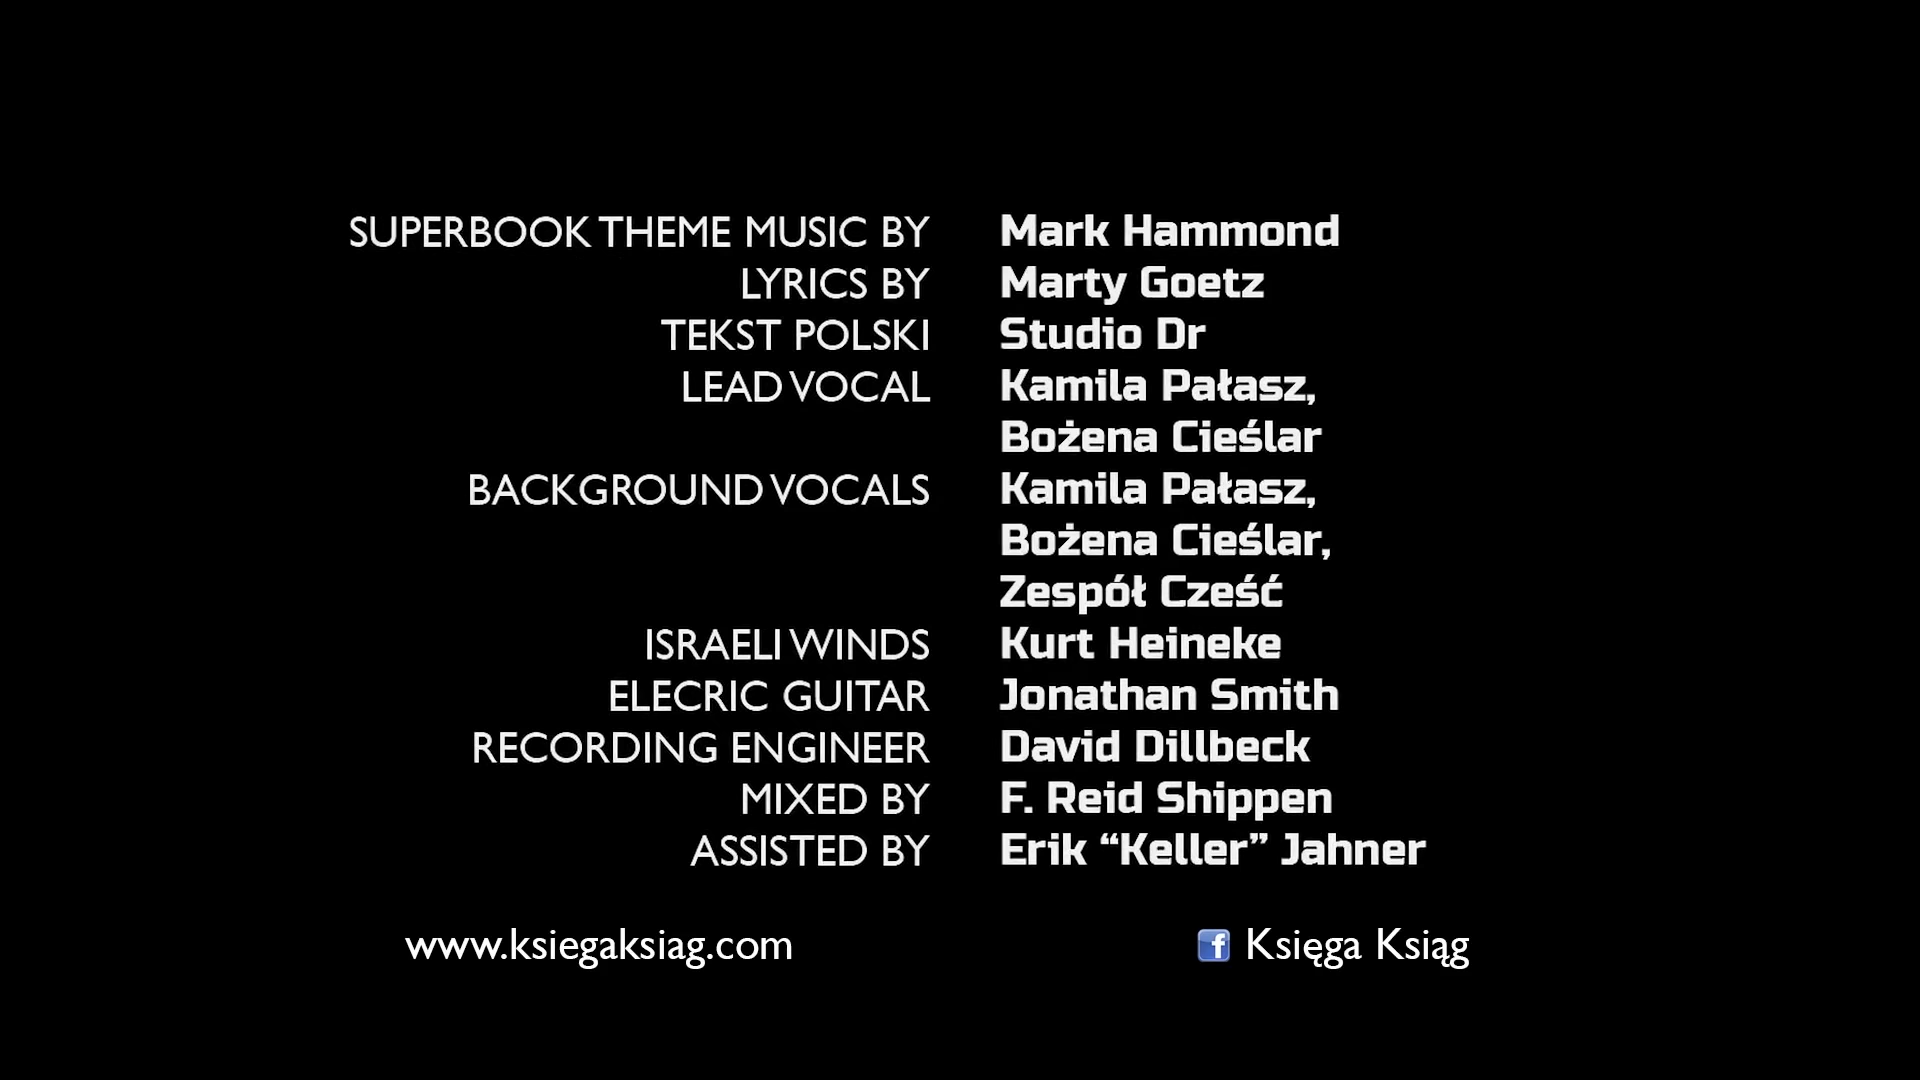 SUPERBOOK THEME MUSIC BY Mark Hammond
LYRICS BY Marty Goetz
TEKST POLSKI Studio Dr
LEAD VOCAL Kamila Pałasz,
Bożena Cieślar
BACKGROUND VOCALS Kamila Pałasz,
Bożena Cieślar,
Zespół Cześć
ISRAELI WINDS Kurt Heineke
ELECRIC GUITAR Jonathan Smith
RECORDING ENGINEER David Dillbeck
MIXED BY F. Reid Shippen
ASSISTED BY Erik “Keller” Jahner
www.ksiegaksiag.com f Księga Ksiąg